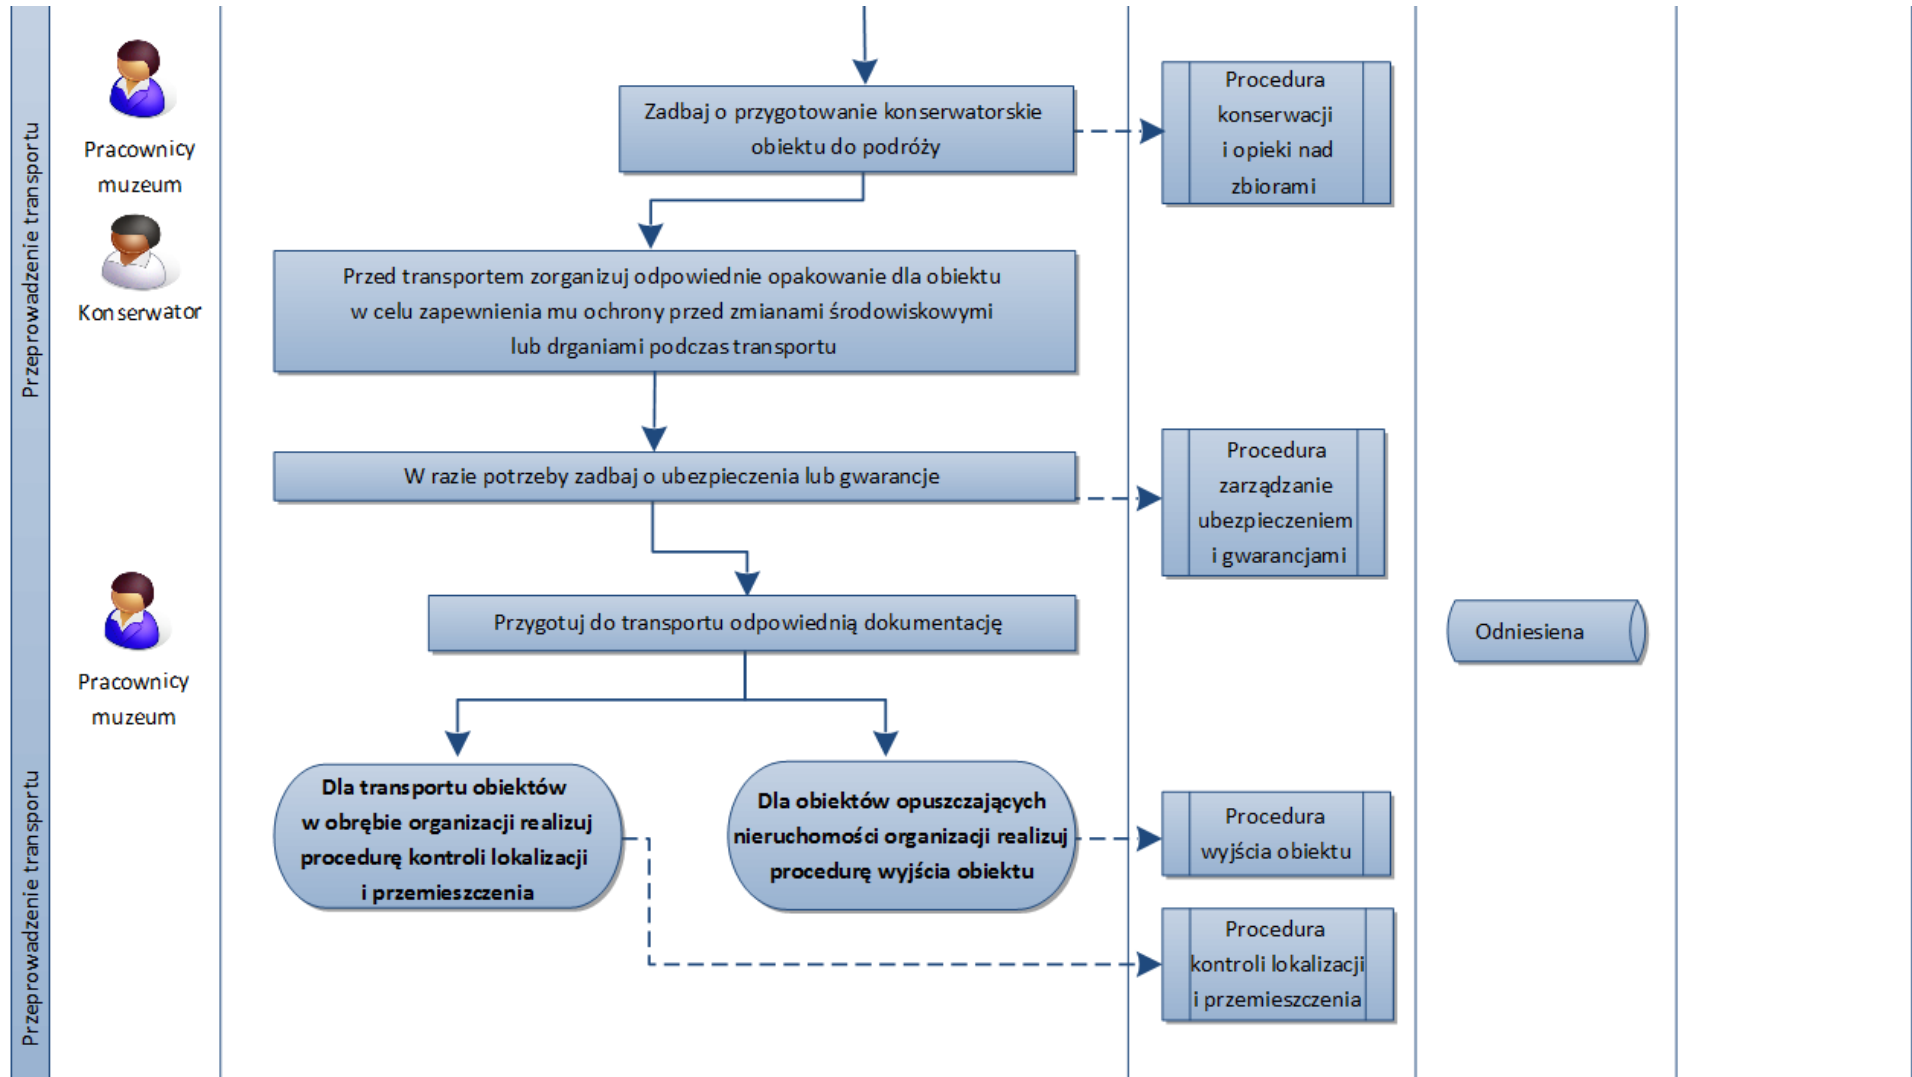 Przeprowadzenie transportu
Pracownicy
muzeum
Konserwator
Zadbaj o przygotowanie konserwatorskie
obiektu do podróży
Procedura
konserwacji
i opieki nad
zbiorami
Przed transportem zorganizuj odpowiednie opakowanie dla obiektu
w celu zapewnienia mu ochrony przed zmianami środowiskowymi
lub drganiami podczas transportu
W razie potrzeby zadbaj o ubezpieczenia lub gwarancje
Procedura
zarządzanie
ubezpieczeniem
i gwarancjami
Przeprowadzenie transportu
Pracownicy
muzeum
Przygotuj do transportu odpowiednią dokumentację
Odniesiena
Dla transportu obiektów
w obrębie organizacji realizuj
procedurę kontroli lokalizacji
i przemieszczenia
Dla obiektów opuszczających
nieruchomości organizacji realizuj
procedurę wyjścia obiektu
Procedura
wyjścia obiektu
Procedura
kontroli lokalizacji
i przemieszczenia